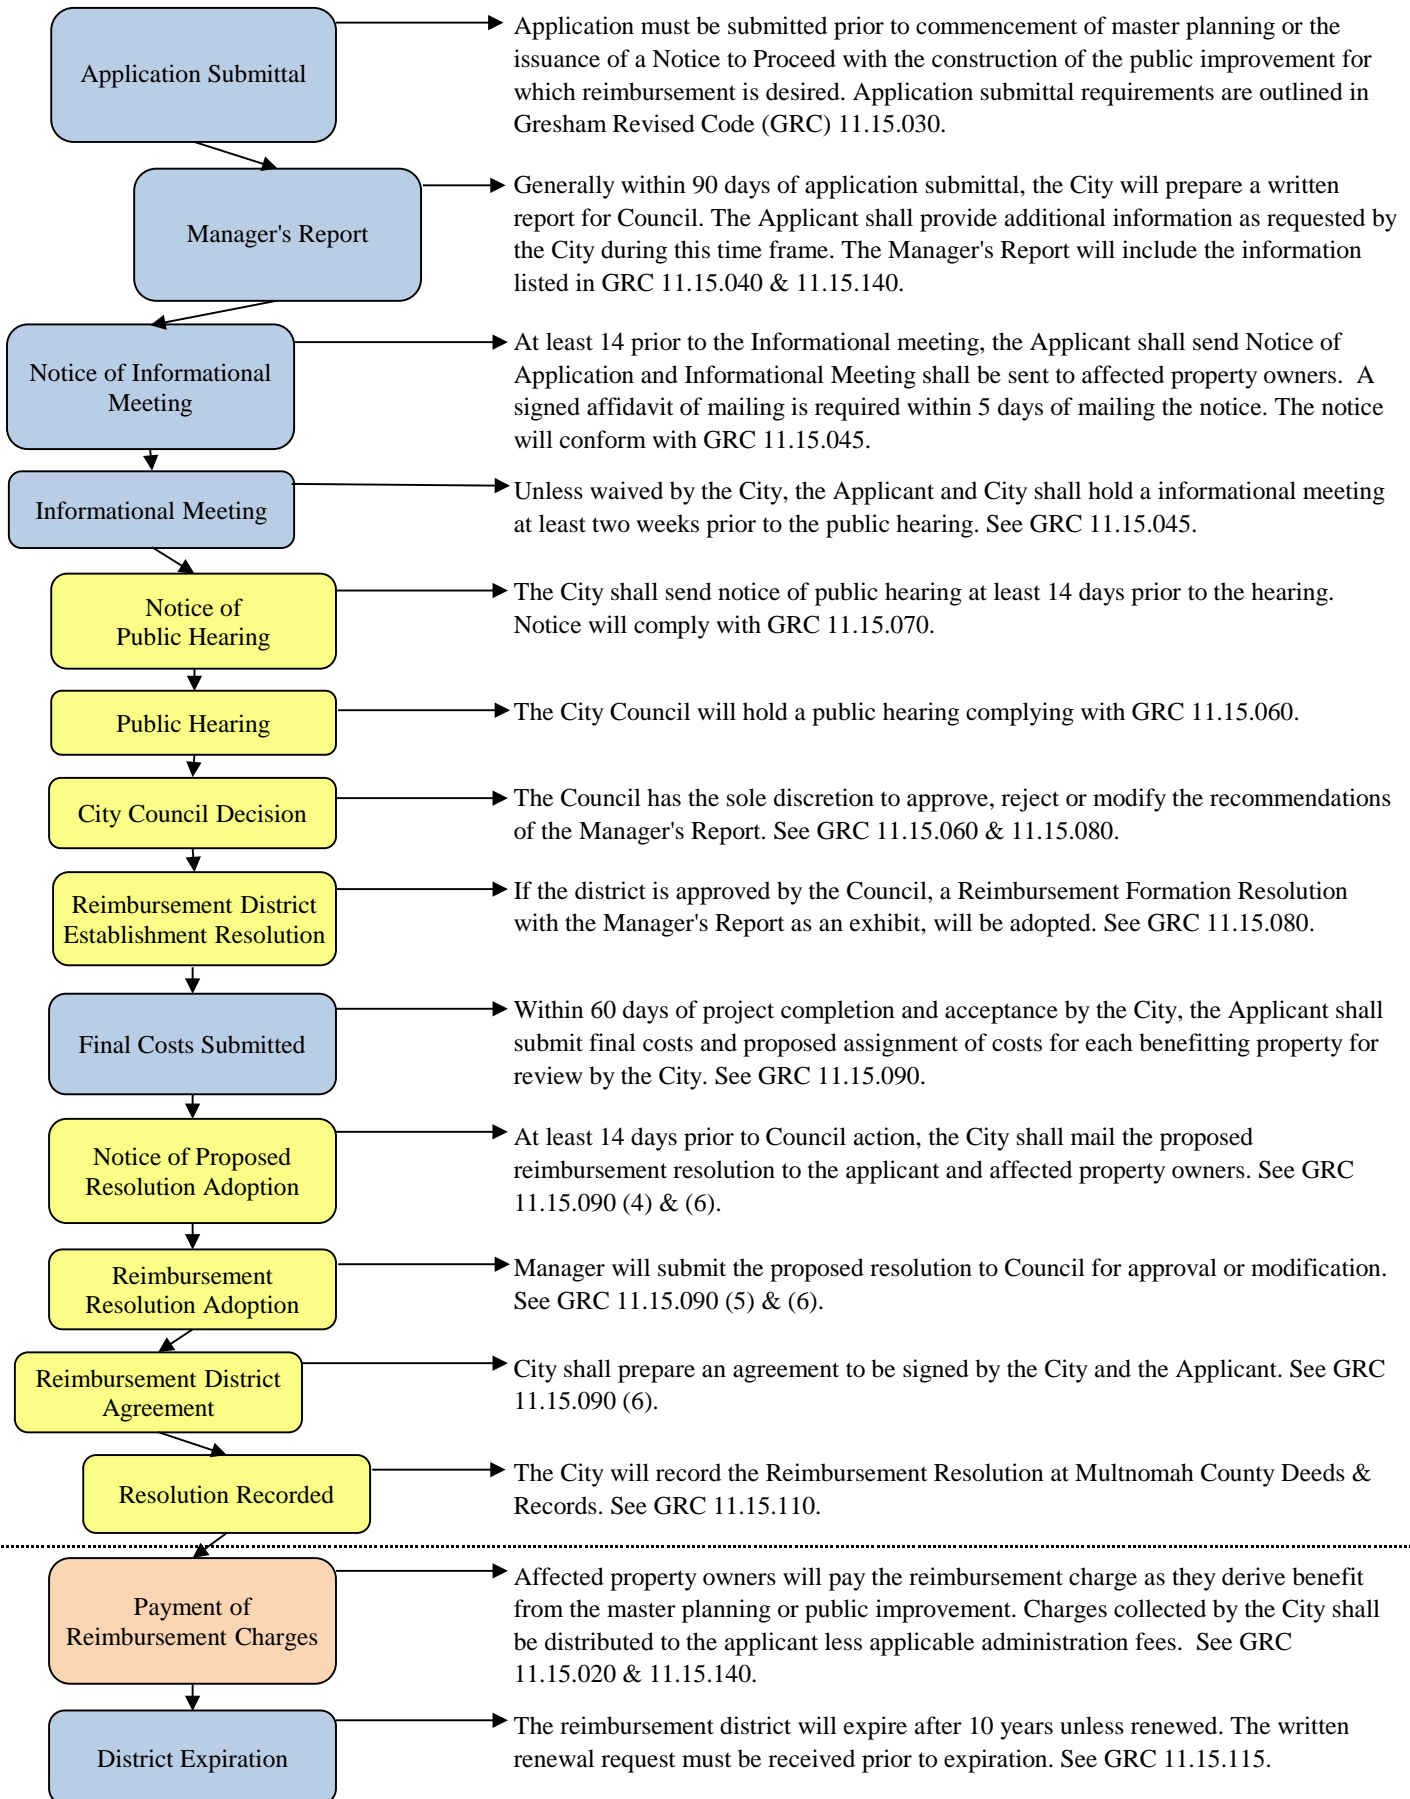 Application Submittal
Application must be submitted prior to commencement of master planning or the
issuance of a Notice to Proceed with the construction of the public improvement for
which reimbursement is desired. Application submittal requirements are outlined in
Gresham Revised Code (GRC) 11.15.030.
Manager's Report
Generally within 90 days of application submittal, the City will prepare a written
report for Council. The Applicant shall provide additional information as requested by
the City during this time frame. The Manager's Report will include the information
listed in GRC 11.15.040 & 11.15.140.
Notice of Informational
Meeting
At least 14 prior to the Informational meeting, the Applicant shall send Notice of
Application and Informational Meeting shall be sent to affected property owners.  A
signed affidavit of mailing is required within 5 days of mailing the notice. The notice
will conform with GRC 11.15.045.
Informational Meeting
Unless waived by the City, the Applicant and City shall hold a informational meeting
at least two weeks prior to the public hearing. See GRC 11.15.045.
Notice of
Public Hearing
The City shall send notice of public hearing at least 14 days prior to the hearing.
Notice will comply with GRC 11.15.070.
Public Hearing
The City Council will hold a public hearing complying with GRC 11.15.060.
City Council Decision
The Council has the sole discretion to approve, reject or modify the recommendations
of the Manager's Report. See GRC 11.15.060 & 11.15.080.
Reimbursement District
Establishment Resolution
If the district is approved by the Council, a Reimbursement Formation Resolution
with the Manager's Report as an exhibit, will be adopted. See GRC 11.15.080.
Final Costs Submitted
Within 60 days of project completion and acceptance by the City, the Applicant shall
submit final costs and proposed assignment of costs for each benefitting property for
review by the City. See GRC 11.15.090.
Notice of Proposed
Resolution Adoption
At least 14 days prior to Council action, the City shall mail the proposed
reimbursement resolution to the applicant and affected property owners. See GRC
11.15.090 (4) & (6).
Reimbursement
Resolution Adoption
Manager will submit the proposed resolution to Council for approval or modification.
See GRC 11.15.090 (5) & (6).
Reimbursement District
Agreement
City shall prepare an agreement to be signed by the City and the Applicant. See GRC
11.15.090 (6).
Resolution Recorded
The City will record the Reimbursement Resolution at Multnomah County Deeds &
Records. See GRC 11.15.110.
Payment of
Reimbursement Charges
Affected property owners will pay the reimbursement charge as they derive benefit
from the master planning or public improvement. Charges collected by the City shall
be distributed to the applicant less applicable administration fees.  See GRC
11.15.020 & 11.15.140.
District Expiration
The reimbursement district will expire after 10 years unless renewed. The written
renewal request must be received prior to expiration. See GRC 11.15.115.